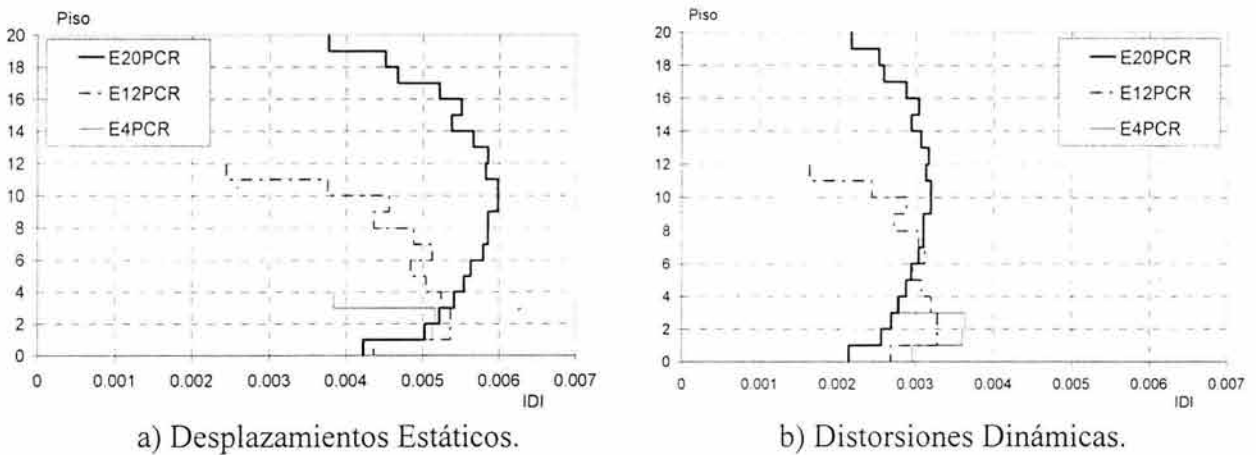 Piso
20
18
16
14
12
10
8
6
4
2
0
E20PCR
E12PCR
E4PCR
0 0.001 0.002 0.003 0.004 0.005 0.006 0.007
IDI
a) Desplazamientos Estáticos.
Piso
20
18
16
14
12
10
8
6
4
2
0
E20PCR
E12PCR
E4PCR
0 0.001 0.002 0.003 0.004 0.005 0.006 0.007
IDI
b) Distorsiones Dinámicas.